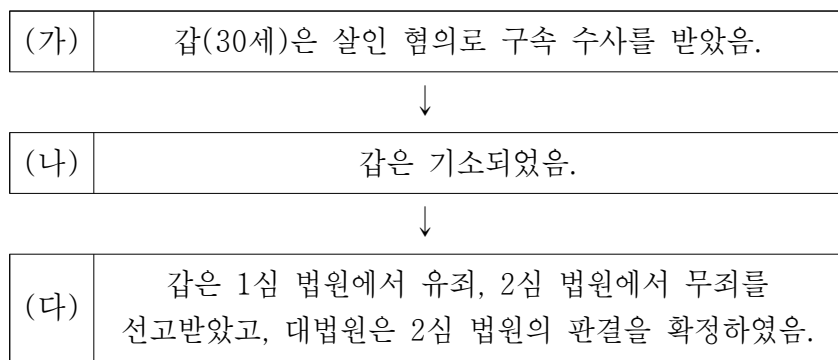 (가) 갑(30세)은 살인 혐의로 구속 수사를 받았음.
↓
(나) 갑은 기소되었음.
↓
(다) 갑은 1심 법원에서 유죄, 2심 법원에서 무죄를
선고받았고, 대법원은 2심 법원의 판결을 확정하였음.